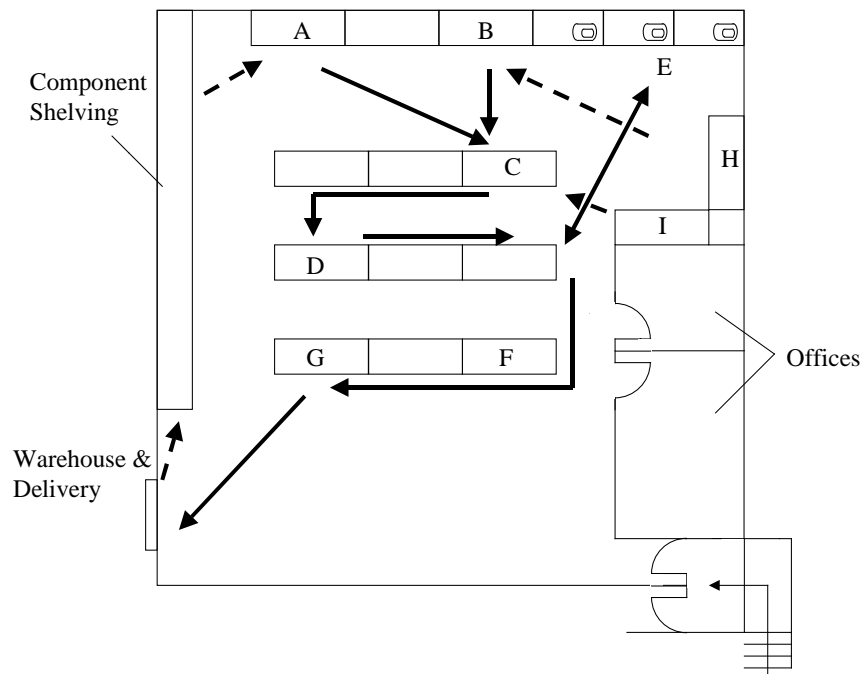 A
B
E
Component
Shelving
C
H
I
D
G
F
Offices
Warehouse &
Delivery